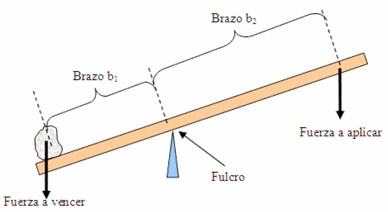 Brazo b₂
Brazo b₁
Fuerza a aplicar
Fulcro
Fuerza a vencer